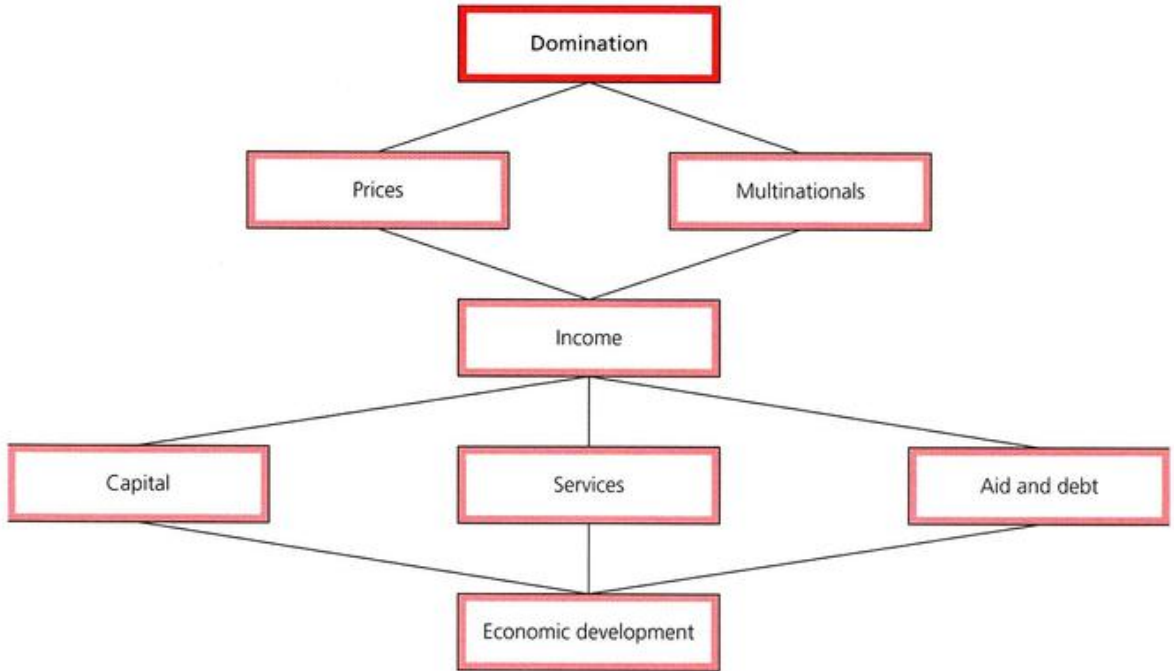 Domination
Prices
Multinationals
Income
Capital
Services
Aid and debt
Economic development